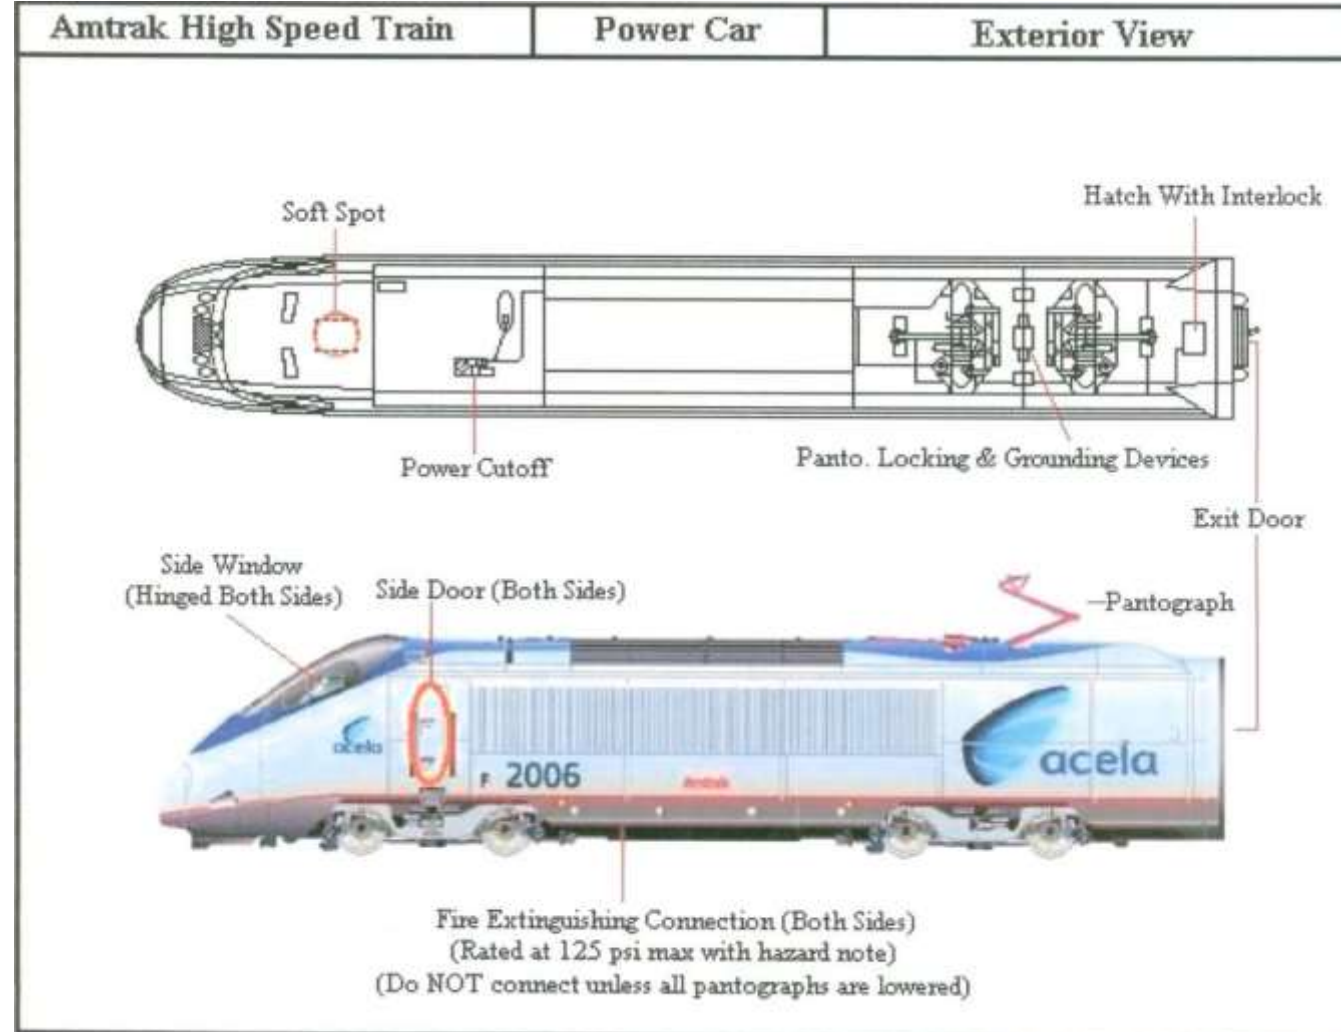 Amtrak High Speed Train
Power Car
Exterior View
Soft Spot
Hatch With Interlock
Power Cutoff
Panto. Locking & Grounding Devices
Exit Door
Side Window
(Hinged Both Sides)
Side Door (Both Sides)
Pantograph
acela
acela
F 2006
Amtrak
Fire Extinguishing Connection (Both Sides)
(Rated at 125 psi max with hazard note)
(Do NOT connect unless all pantographs are lowered)